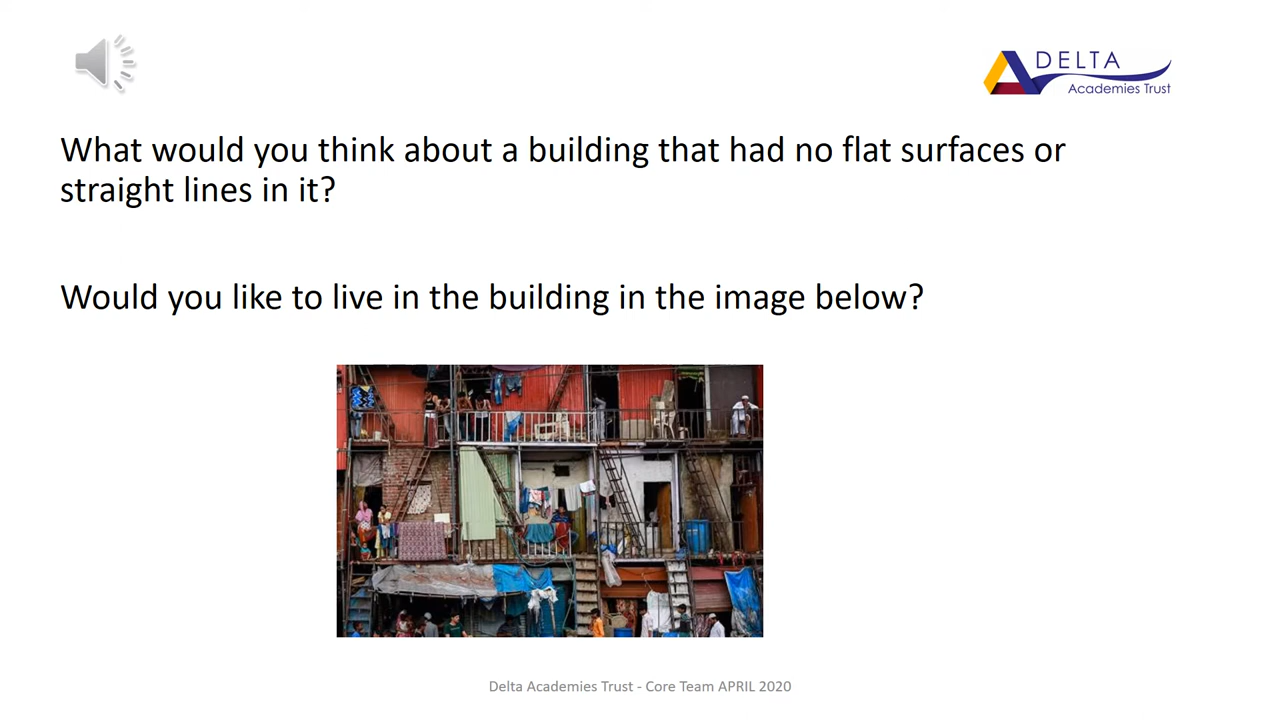 DELTA
Academies Trust
What would you think about a building that had no flat surfaces or
straight lines in it?
Would you like to live in the building in the image below?
Delta Academies Trust - Core Team APRIL 2020